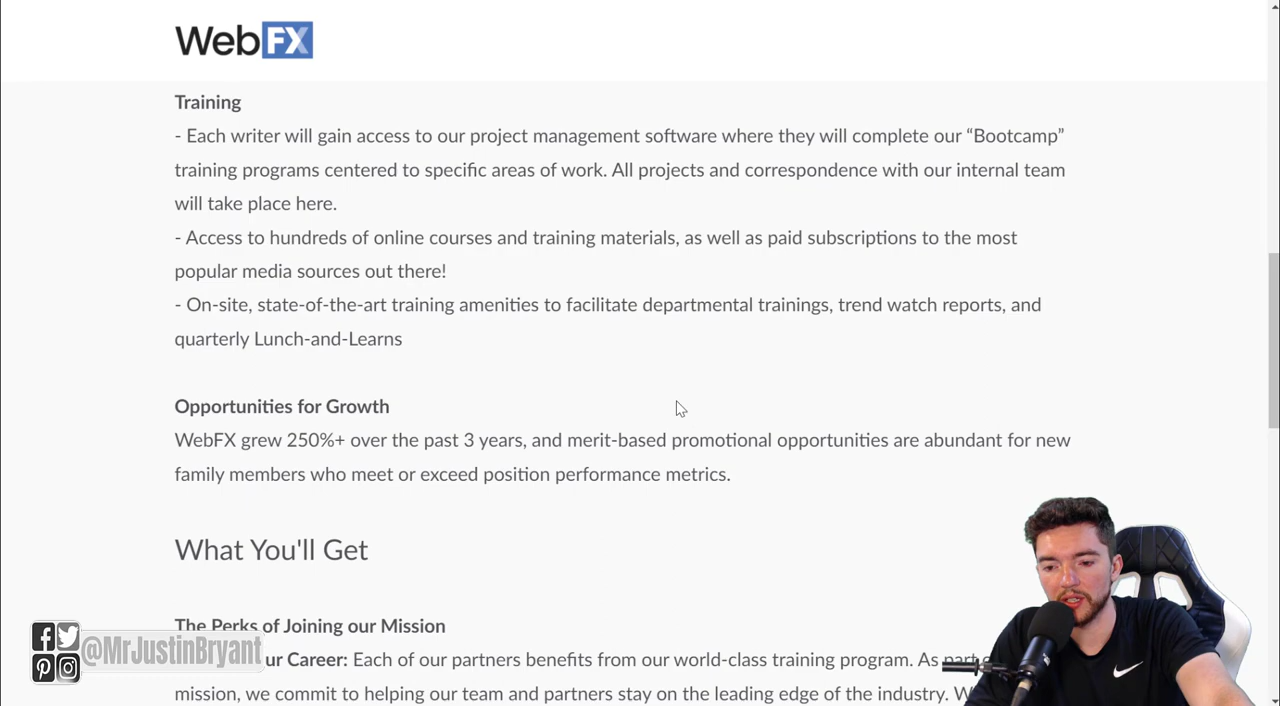 WebFX
Training
- Each writer will gain access to our project management software where they will complete our “Bootcamp”
training programs centered to specific areas of work. All projects and correspondence with our internal team
will take place here.
- Access to hundreds of online courses and training materials, as well as paid subscriptions to the most
popular media sources out there!
- On-site, state-of-the-art training amenities to facilitate departmental trainings, trend watch reports, and
quarterly Lunch-and-Learns
Opportunities for Growth
WebFX grew 250%+ over the past 3 years, and merit-based promotional opportunities are abundant for new
family members who meet or exceed position performance metrics.
What You'll Get
The Perks of Joining our Mission
ur Career: Each of our partners benefits from our world-class training program. As part
mission, we commit to helping our team and partners stay on the leading edge of the industry. W
@MrJustinBryant